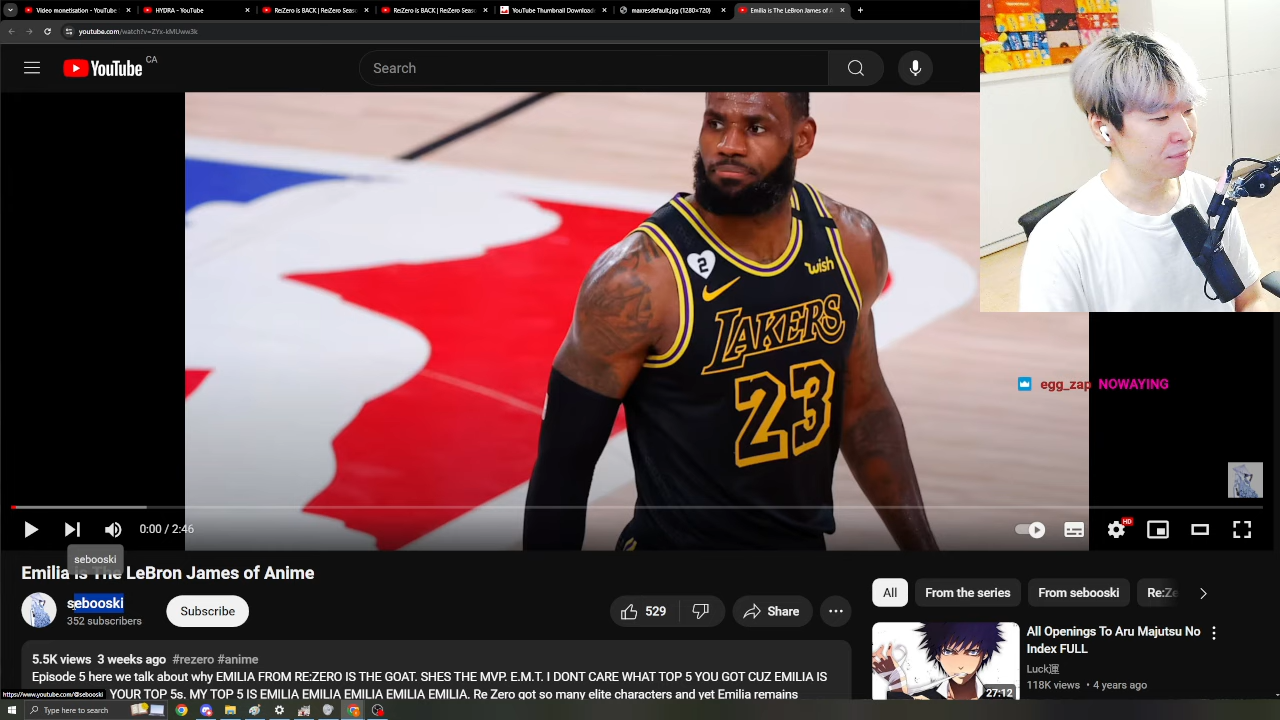 Video monetisation - YouTube
HYDRA - YouTube
Re:Zero is BACK | Re:Zero Seas
Re:Zero is BACK | Re:Zero Seas
YouTube Thumbnail Download
maxresdefault.jpg (1280×720)
Emilia is The LeBron James of A
youtube.com/watch?v=ZYx-kMUww3k
YouTube CA
Search
2
wish
LAKERS
23
egg_zap NOWAYING
0:00 / 2:46
HD
sebooski
Emilia is The LeBron James of Anime
sebooski
352 subscribers
Subscribe
529
Share
All
From the series
From sebooski
Re:Ze
5.5K views 3 weeks ago #rezero #anime
Episode 5 here we talk about why EMILIA FROM RE:ZERO IS THE GOAT. SHES THE MVP. E.M.T. I DONT CARE WHAT TOP 5 YOU GOT CUZ EMILIA IS
YOUR TOP 5s. MY TOP 5 IS EMILIA EMILIA EMILIA EMILIA EMILIA. Re Zero got so many elite characters and yet Emilia remains
https://www.youtube.com/@sebooski
All Openings To Aru Majutsu No
Index FULL
Luck運
118K views • 4 years ago
27:12
Type here to search